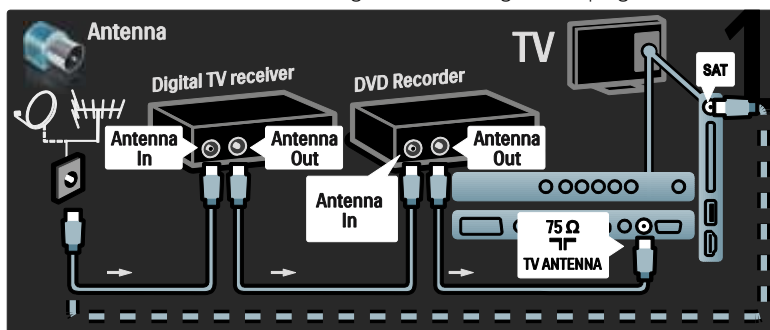 1
Antenna
TV
SAT
Digital TV receiver
DVD Recorder
Antenna
In
Antenna
Out
Antenna
In
Antenna
Out
75 Ω
TV ANTENNA